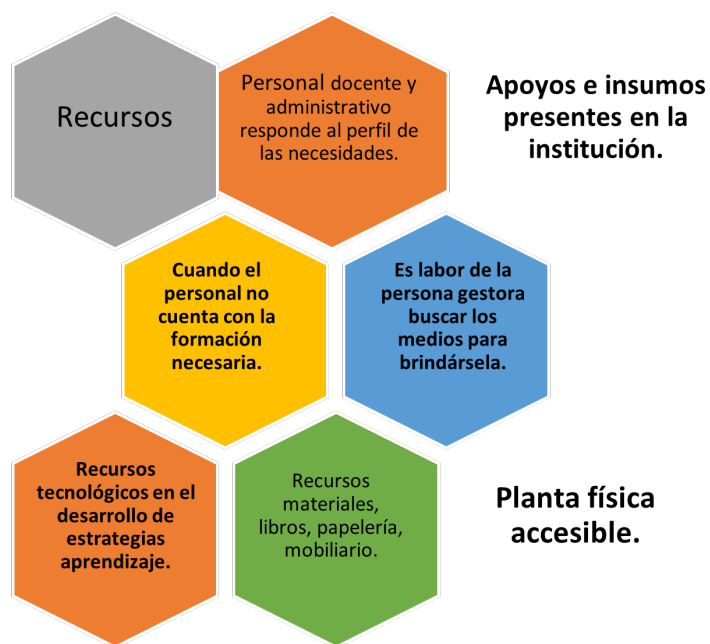 Recursos
Personal docente y
administrativo
responde al perfil de
las necesidades.
Apoyos e insumos
presentes en la
institución.
Cuando el
personal no
cuenta con la
formación
necesaria.
Es labor de la
persona gestora
buscar los
medios para
brindársela.
Recursos
tecnológicos en el
desarrollo de
estrategias
aprendizaje.
Recursos
materiales,
libros, papelería,
mobiliario.
Planta física
accesible.